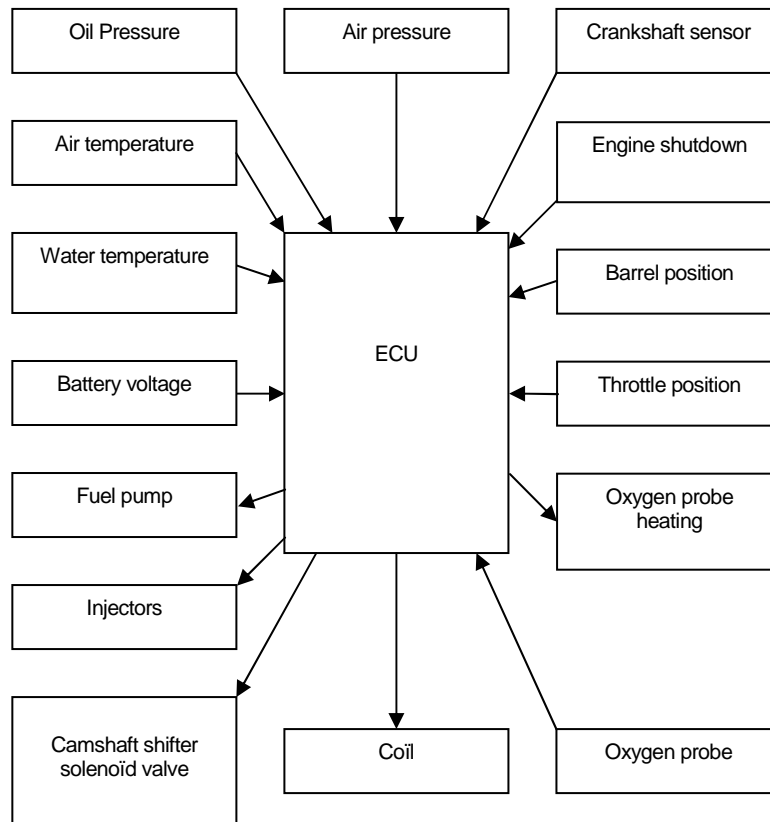 Oil Pressure
Air pressure
Crankshaft sensor
Air temperature
Engine shutdown
Water temperature
Barrel position
ECU
Battery voltage
Throttle position
Fuel pump
Oxygen probe
heating
Injectors
Camshaft shifter
solenoïd valve
Coïl
Oxygen probe